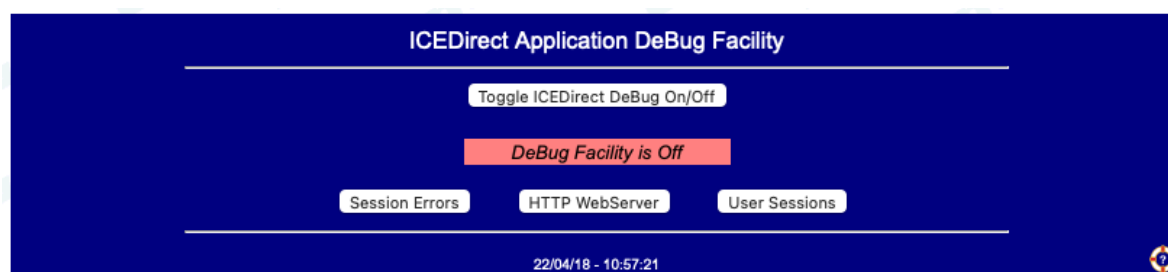 ICEDirect Application DeBug Facility
Toggle ICEDirect DeBug On/Off
DeBug Facility is Off
Session Errors HTTP WebServer User Sessions
22/04/18 - 10:57:21
?